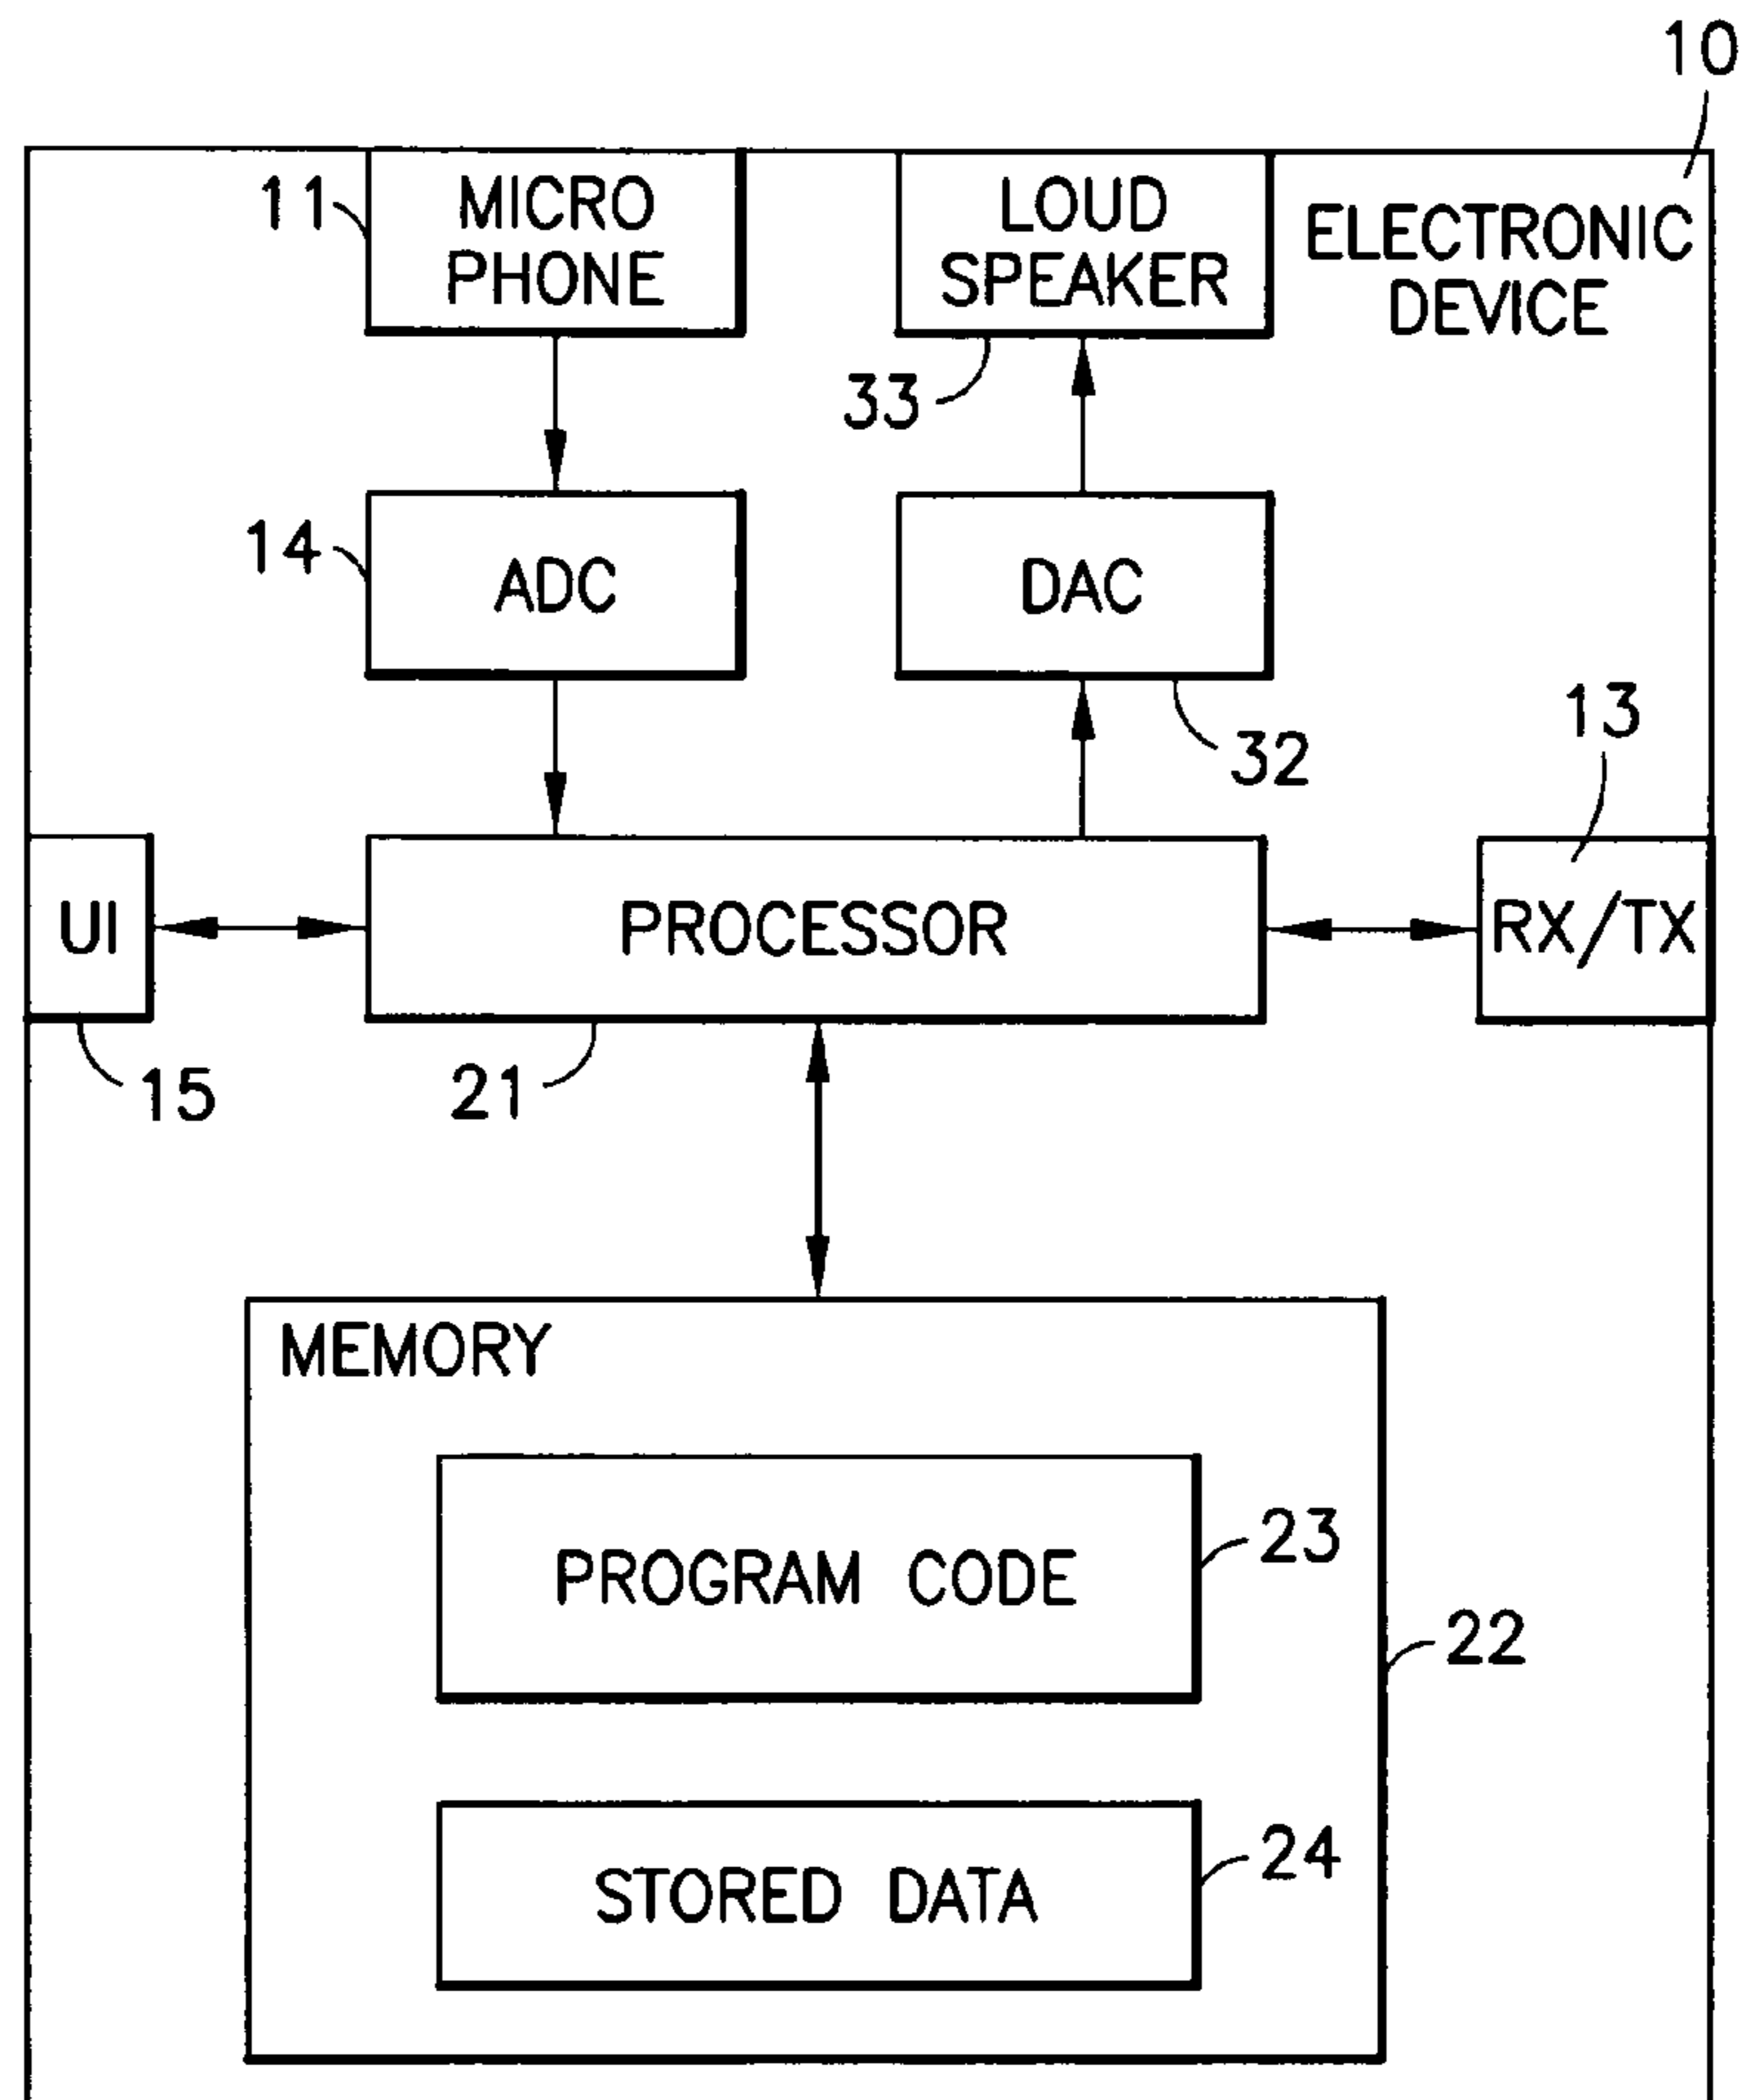 10
11
MICRO
PHONE
LOUD
SPEAKER
ELECTRONIC
DEVICE
33
14
ADC
DAC
32
13
UI
PROCESSOR
RX/TX
15
21
MEMORY
PROGRAM CODE
23
22
STORED DATA
24